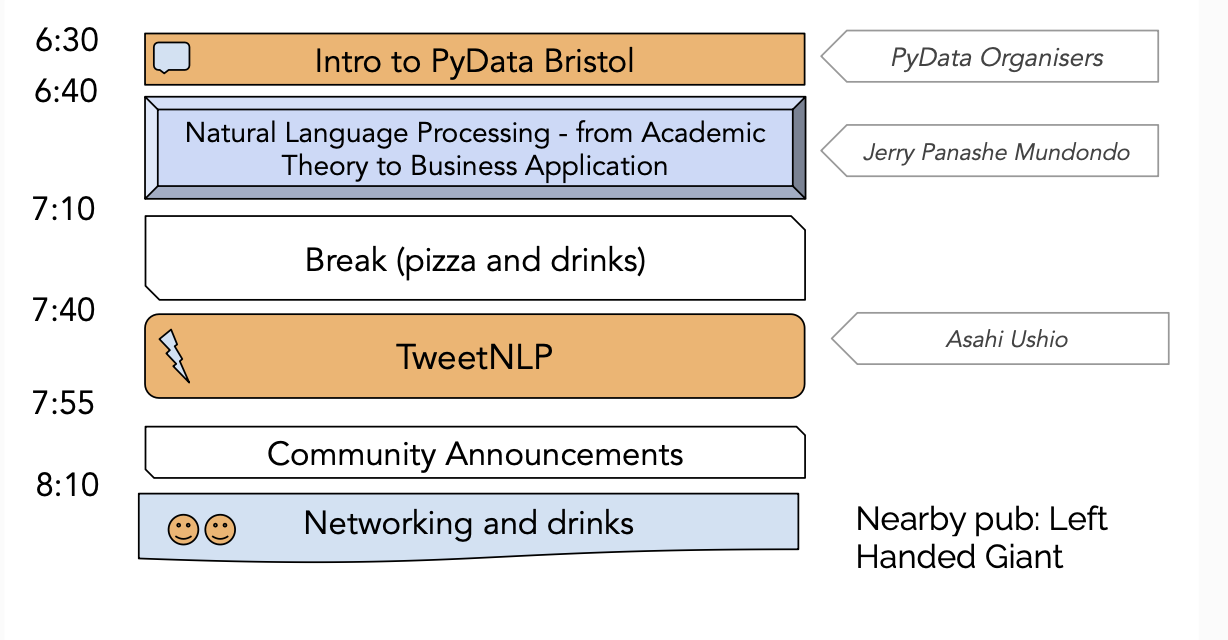 6:30
Intro to PyData Bristol
PyData Organisers
6:40
Natural Language Processing - from Academic
Theory to Business Application
Jerry Panashe Mundondo
7:10
Break (pizza and drinks)
7:40
TweetNLP
Asahi Ushio
7:55
Community Announcements
8:10
Networking and drinks
Nearby pub: Left
Handed Giant